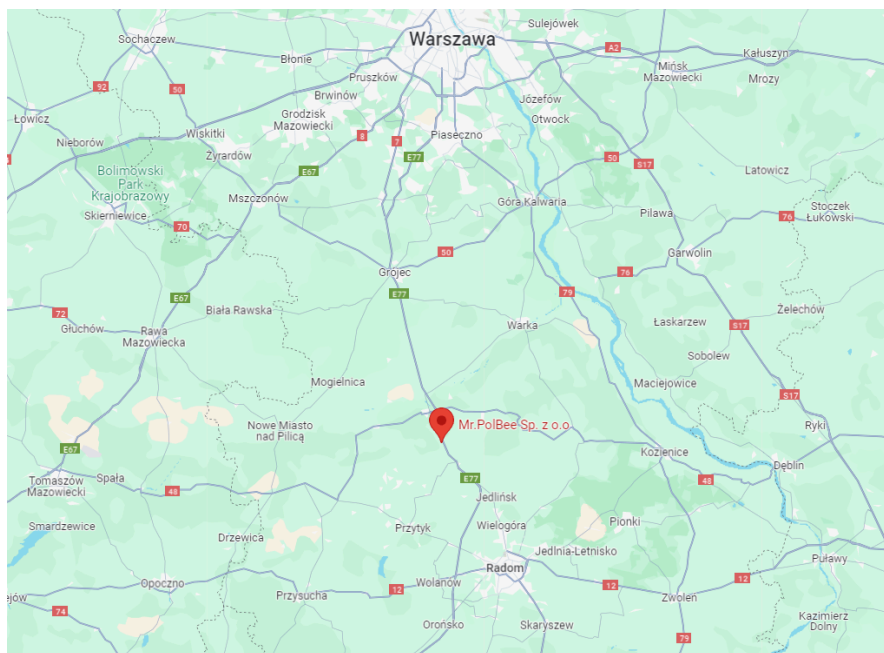 Sulejówek
Warszawa
Sochaczew
Błonie
A2
Kałuszyn
Pruszków
Mińsk
Mazowiecki
Mrozy
92
50
Brwinów
Józefów
Łowicz
Grodzisk
Mazowiecki
Otwock
Wiskitki
8
7
Piaseczno
Nieborów
Żyrardów
E77
50
S17
Latowicz
Bolimowski
Park
Krajobrazowy
E67
Mszczonów
Góra Kalwaria
Pilawa
Stoczek
Łukowski
Skierniewice
70
76
50
Garwolin
Grójec
76
E67
E77
79
Biała Rawska
72
Żelechów
Głuchów
Rawa
Mazowiecka
Warka
Łaskarzew
S17
Sobolew
Mogielnica
Maciejowice
S17
Nowe Miasto
nad Pilicą
Mr.PolBee Sp. z o.o.
Ryki
E67
Kozienice
Tomaszów
Mazowiecki
Spała
E77
Dęblin
48
48
Jedlińsk
Smardzewice
Przytyk
Wielogóra
Pionki
Drzewica
Jedlnia-Letnisko
Puławy
Radom
Opoczno
Wolanów
12
12
Przysucha
12
Zwoleń
74
Orońsko
Skaryszew
Kazimierz
Dolny
79